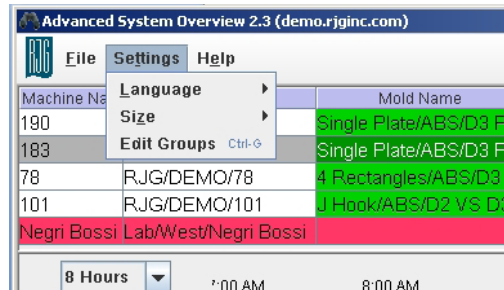 Advanced System Overview 2.3 (demo.rjginc.com)
RJG File Settings Help
Machine Na Mold Name
Language
190 Single Plate/ABS/D3 F
Size
183 Single Plate/ABS/D3 F
Edit Groups Ctrl-G
78 RJG/DEMO/78 4 Rectangles/ABS/D3
101 RJG/DEMO/101 J Hook/ABS/D2 VS D3
Negri Bossi Lab/West/Negri Bossi
8 Hours 7:00 AM 8:00 AM